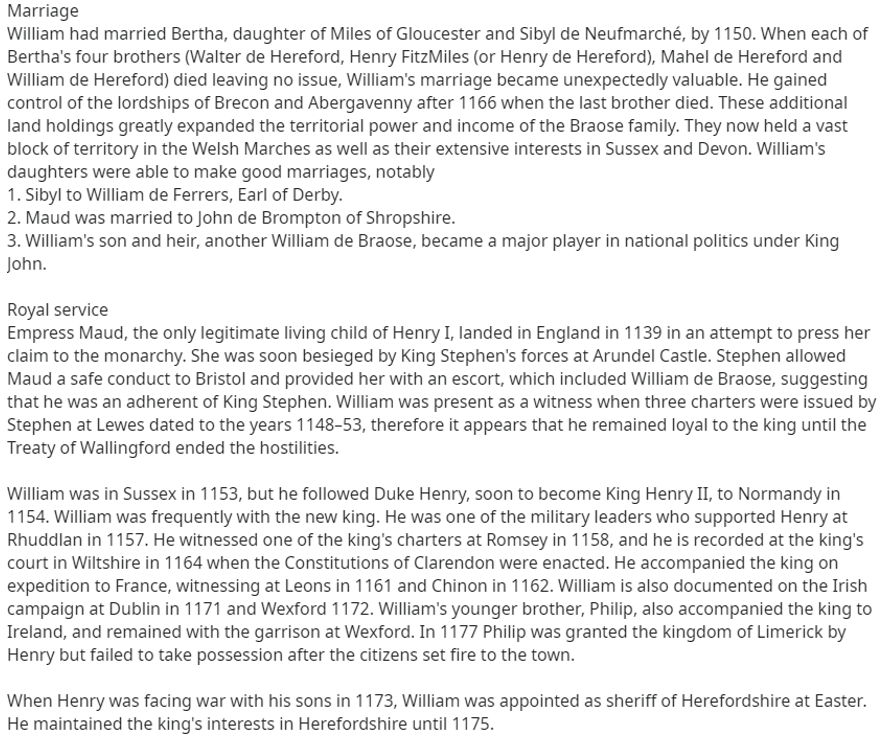 Marriage
William had married Bertha, daughter of Miles of Gloucester and Sibyl de Neufmarché, by 1150. When each of
Bertha's four brothers (Walter de Hereford, Henry FitzMiles (or Henry de Hereford), Mahel de Hereford and
William de Hereford) died leaving no issue, William's marriage became unexpectedly valuable. He gained
control of the lordships of Brecon and Abergavenny after 1166 when the last brother died. These additional
land holdings greatly expanded the territorial power and income of the Braose family. They now held a vast
block of territory in the Welsh Marches as well as their extensive interests in Sussex and Devon. William's
daughters were able to make good marriages, notably
1. Sibyl to William de Ferrers, Earl of Derby.
2. Maud was married to John de Brompton of Shropshire.
3. William's son and heir, another William de Braose, became a major player in national politics under King
John.

Royal service
Empress Maud, the only legitimate living child of Henry I, landed in England in 1139 in an attempt to press her
claim to the monarchy. She was soon besieged by King Stephen's forces at Arundel Castle. Stephen allowed
Maud a safe conduct to Bristol and provided her with an escort, which included William de Braose, suggesting
that he was an adherent of King Stephen. William was present as a witness when three charters were issued by
Stephen at Lewes dated to the years 1148–53, therefore it appears that he remained loyal to the king until the
Treaty of Wallingford ended the hostilities.

William was in Sussex in 1153, but he followed Duke Henry, soon to become King Henry II, to Normandy in
1154. William was frequently with the new king. He was one of the military leaders who supported Henry at
Rhuddlan in 1157. He witnessed one of the king's charters at Romsey in 1158, and he is recorded at the king's
court in Wiltshire in 1164 when the Constitutions of Clarendon were enacted. He accompanied the king on
expedition to France, witnessing at Leons in 1161 and Chinon in 1162. William is also documented on the Irish
campaign at Dublin in 1171 and Wexford 1172. William's younger brother, Philip, also accompanied the king to
Ireland, and remained with the garrison at Wexford. In 1177 Philip was granted the kingdom of Limerick by
Henry but failed to take possession after the citizens set fire to the town.

When Henry was facing war with his sons in 1173, William was appointed as sheriff of Herefordshire at Easter.
He maintained the king's interests in Herefordshire until 1175.